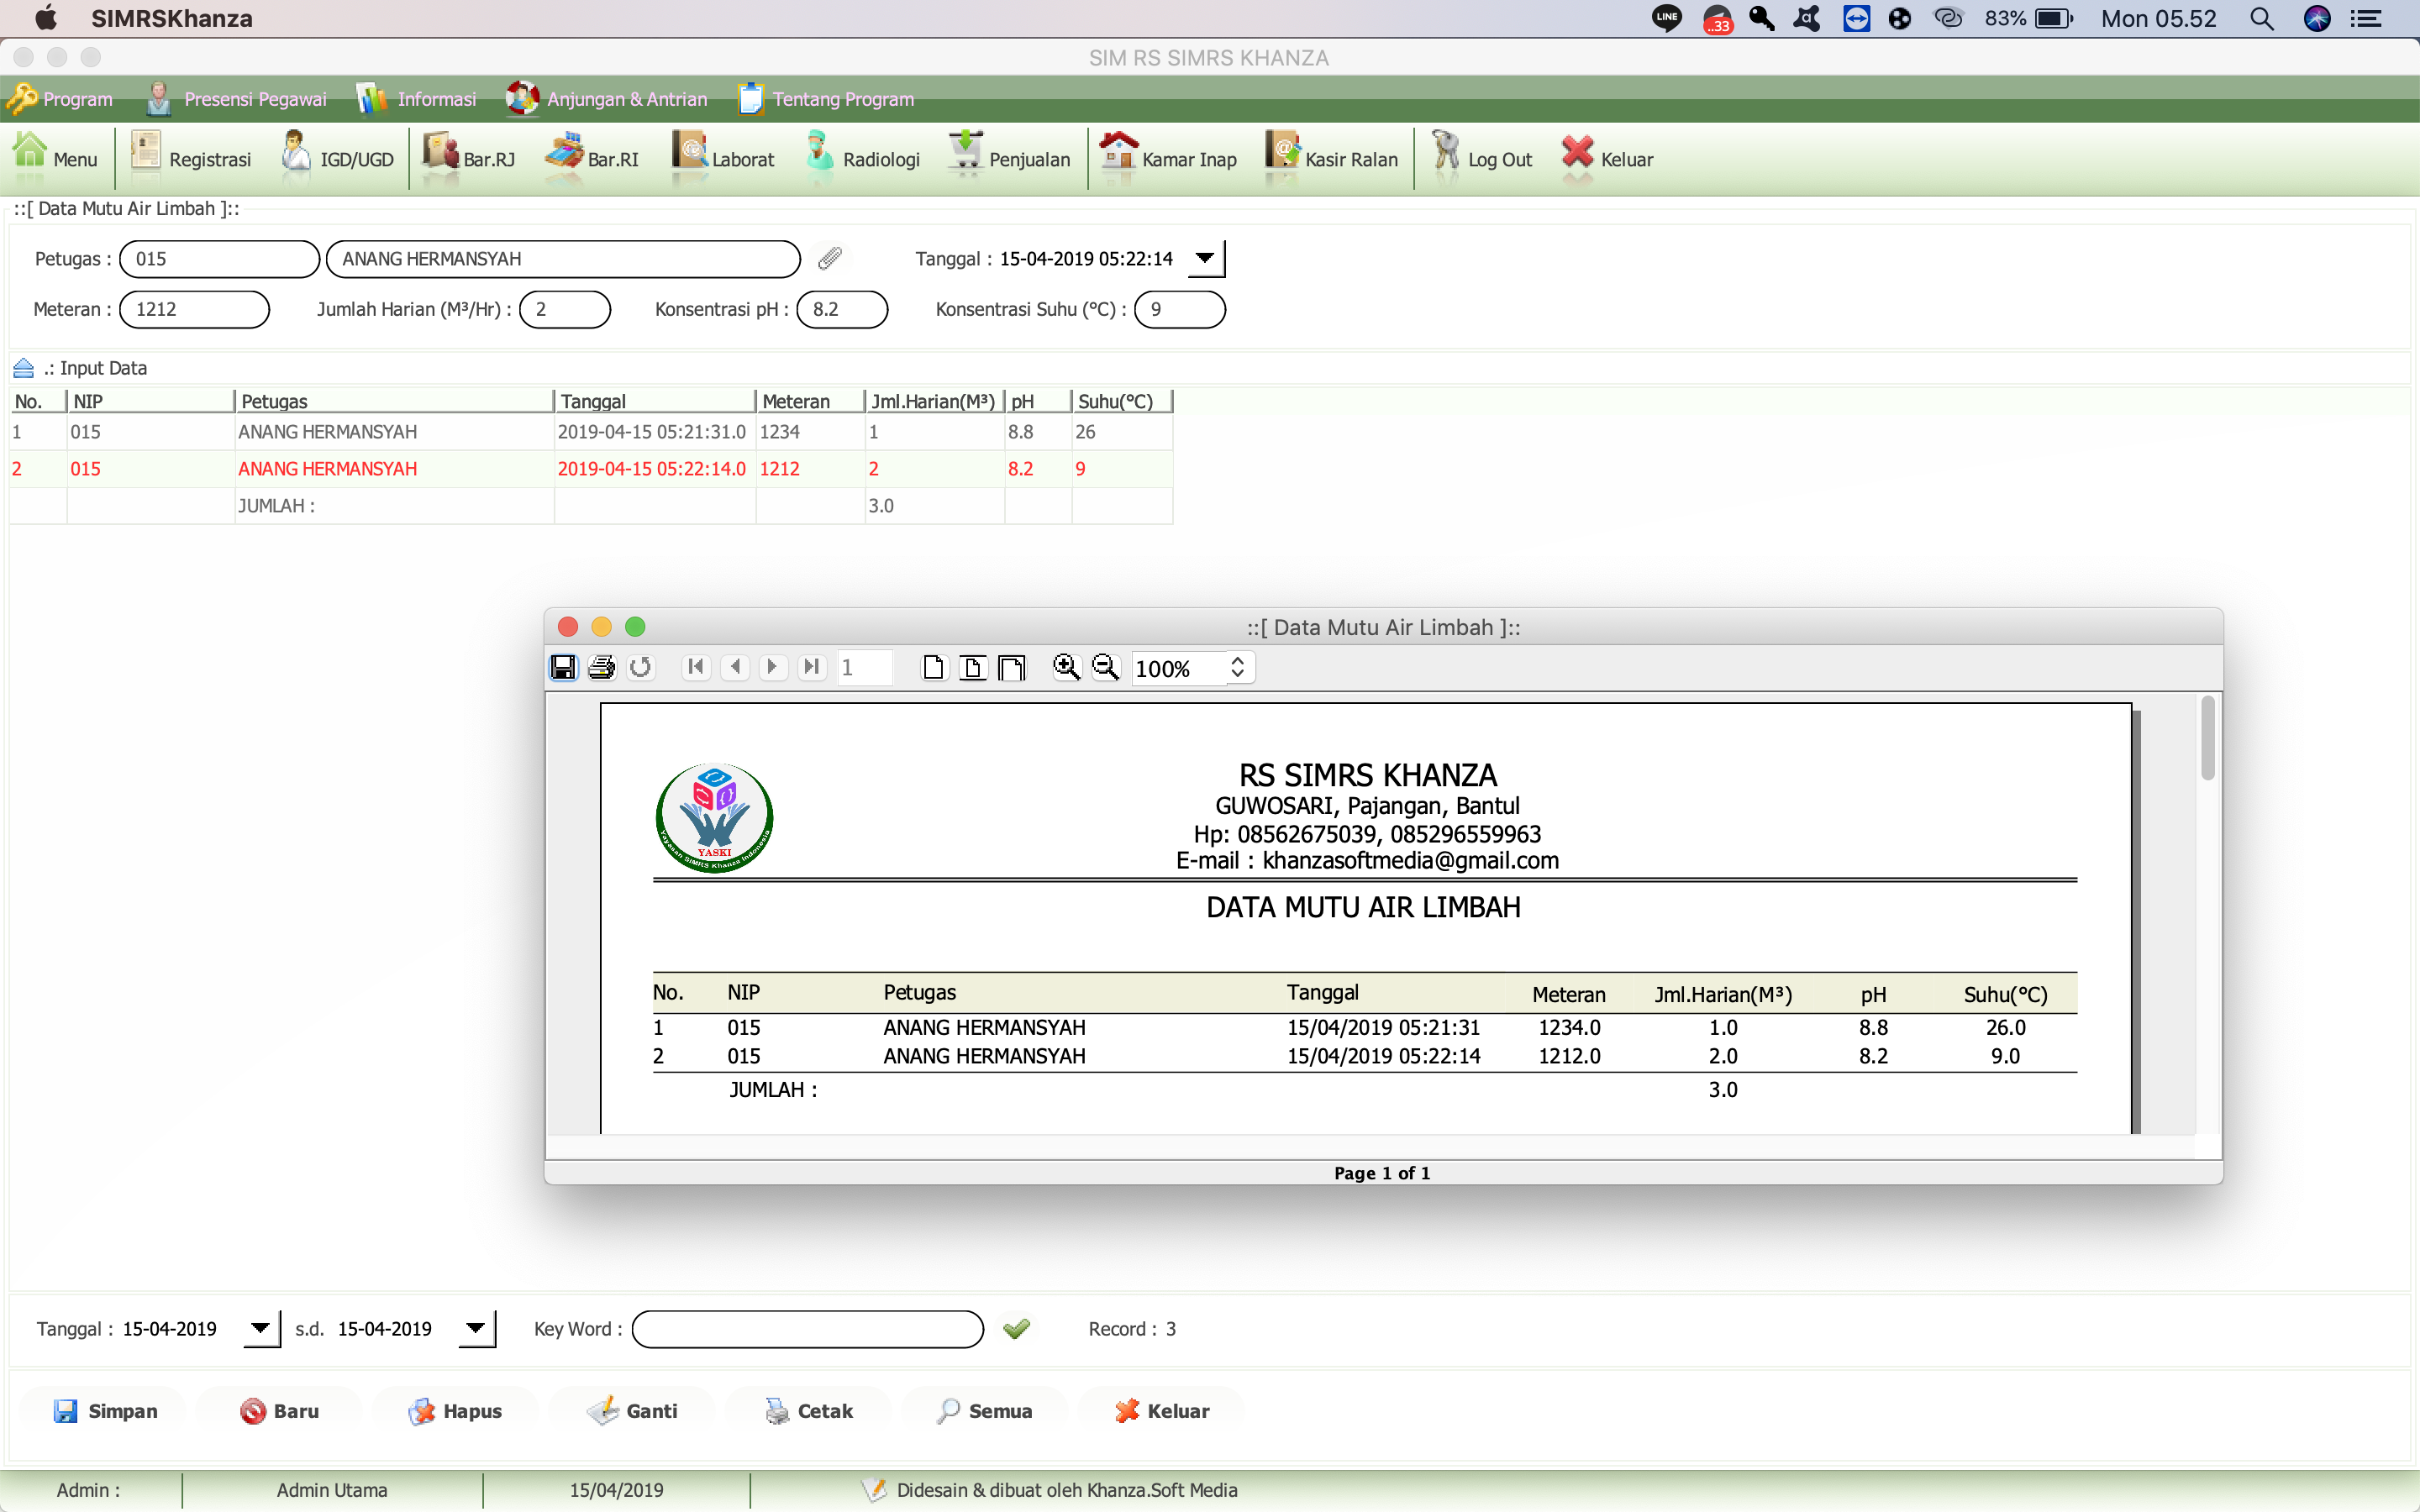 SIMRSKhanza
LINE ..33 83% Mon 05.52
SIM RS SIMRS KHANZA
Program Presensi Pegawai Informasi Anjungan & Antrian Tentang Program
Menu Registrasi IGD/UGD Bar.RJ Bar.RI Laborat Radiologi Penjualan Kamar Inap Kasir Ralan Log Out Keluar
::[ Data Mutu Air Limbah ]::
Petugas : 015 ANANG HERMANSYAH Tanggal : 15-04-2019 05:22:14
Meteran : 1212 Jumlah Harian (M³/Hr) : 2 Konsentrasi pH : 8.2 Konsentrasi Suhu (°C) : 9
.: Input Data
No. NIP Petugas Tanggal Meteran Jml.Harian(M³) pH Suhu(°C)
1 015 ANANG HERMANSYAH 2019-04-15 05:21:31.0 1234 1 8.8 26
2 015 ANANG HERMANSYAH 2019-04-15 05:22:14.0 1212 2 8.2 9
JUMLAH : 3.0
::[ Data Mutu Air Limbah ]::
1 100%
YASKI
Yayasan SIMRS Khanza Indonesia
RS SIMRS KHANZA
GUWOSARI, Pajangan, Bantul
Hp: 08562675039, 085296559963
E-mail : khanzasoftmedia@gmail.com
DATA MUTU AIR LIMBAH
No. NIP Petugas Tanggal Meteran Jml.Harian(M³) pH Suhu(°C)
1 015 ANANG HERMANSYAH 15/04/2019 05:21:31 1234.0 1.0 8.8 26.0
2 015 ANANG HERMANSYAH 15/04/2019 05:22:14 1212.0 2.0 8.2 9.0
JUMLAH : 3.0
Page 1 of 1
Tanggal : 15-04-2019 s.d. 15-04-2019 Key Word : Record : 3
Simpan Baru Hapus Ganti Cetak Semua Keluar
Admin : Admin Utama 15/04/2019 Didesain & dibuat oleh Khanza.Soft Media